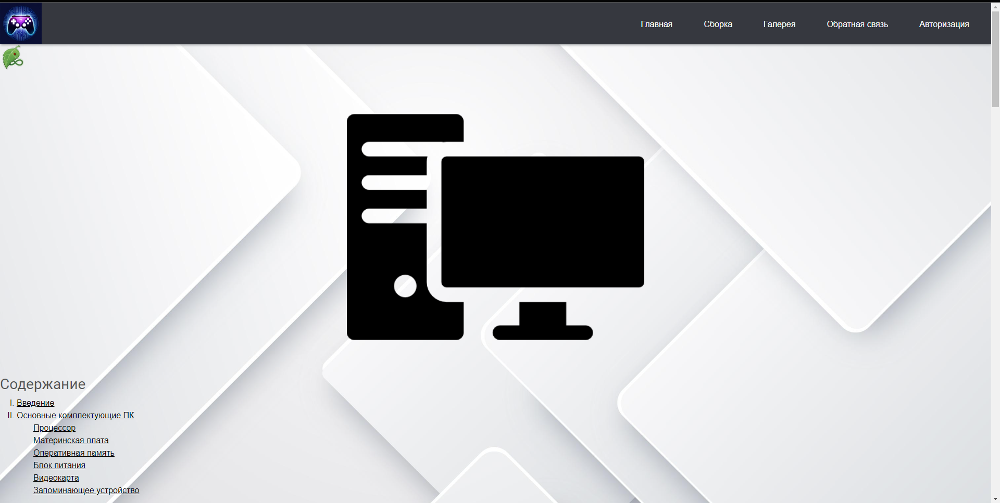 Главная Сборка Галерея Обратная связь Авторизация
Содержание
I. Введение
II. Основные комплектующие ПК
Процессор
Материнская плата
Оперативная память
Блок питания
Видеокарта
Запоминающее устройство